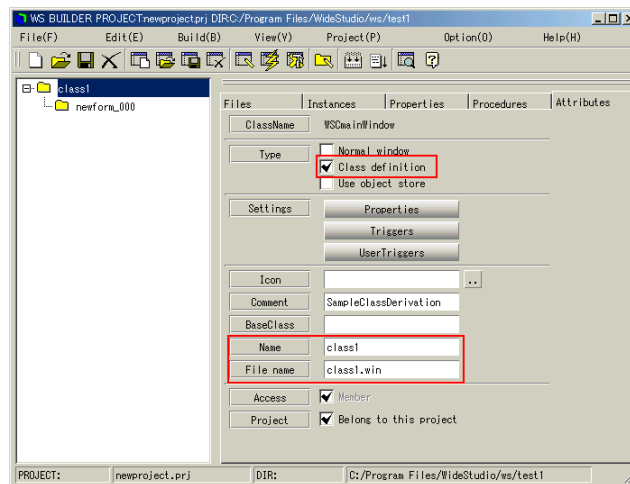 WS BUILDER PROJECT:newproject.prj DIR:C:/Program Files/WideStudio/ws/test1
File(F) Edit(E) Build(B) View(V) Project(P) Option(O) Help(H)
class1
newform_000
Files Instances Properties Procedures Attributes
ClassName WSCmainWindow
Type Normal window
Class definition
Use object store
Settings Properties
Triggers
UserTriggers
Icon ..
Comment SampleClassDerivation
BaseClass
Name class1
File name class1.win
Access Member
Project Belong to this project
PROJECT: newproject.prj DIR: C:/Program Files/WideStudio/ws/test1